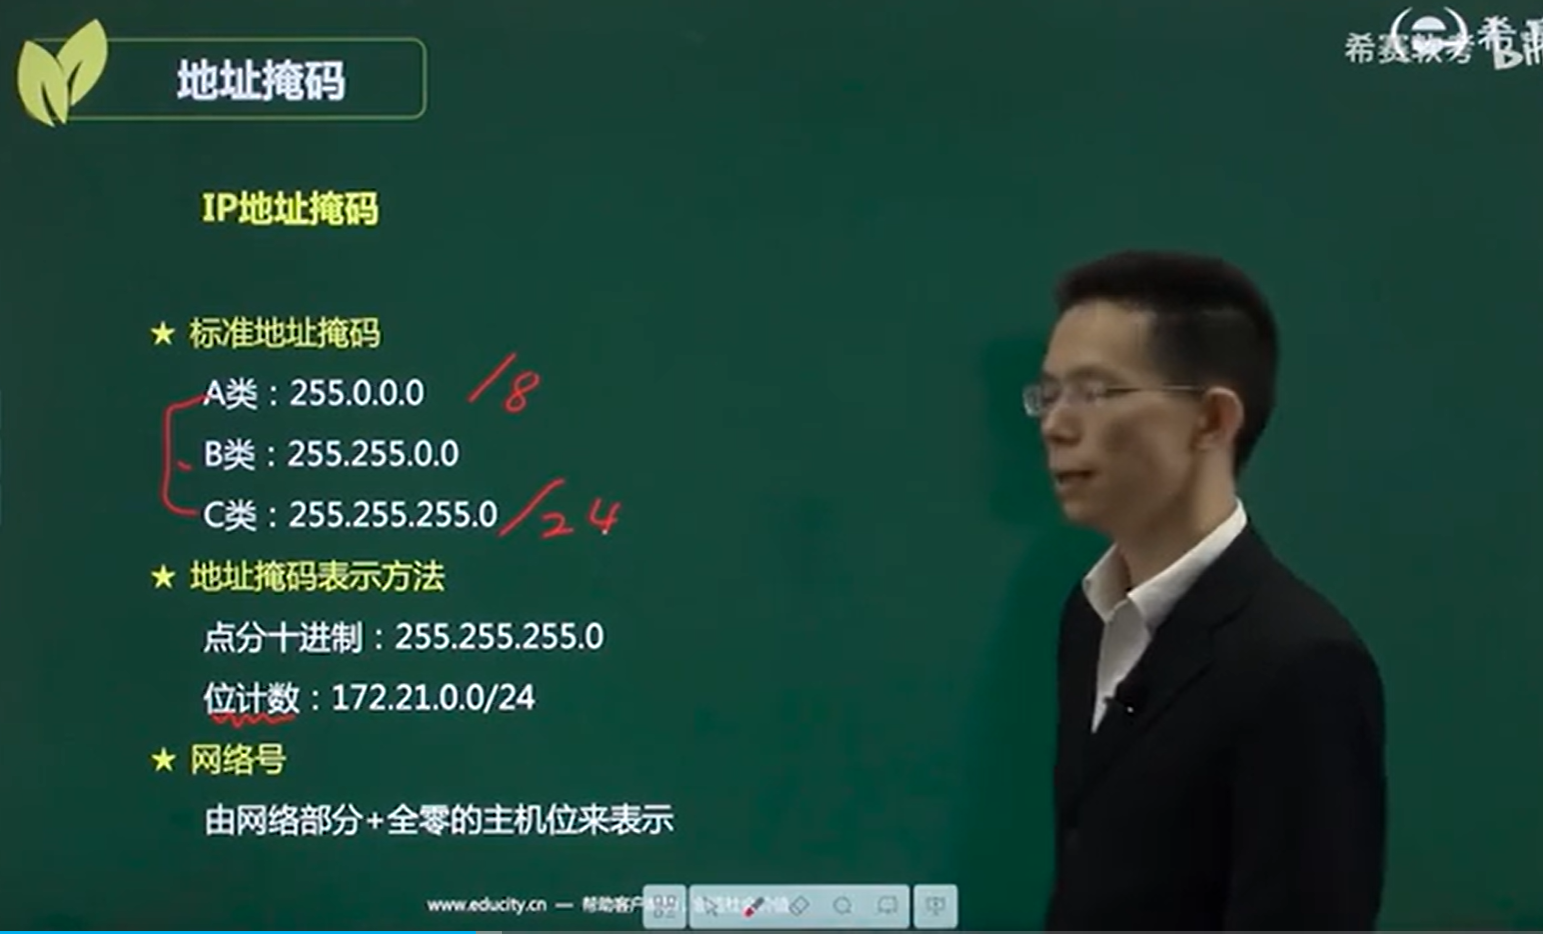 地址掩码
希赛软考
IP地址掩码
★ 标准地址掩码
A类：255.0.0.0 /8
B类：255.255.0.0
C类：255.255.255.0 /24
★ 地址掩码表示方法
点分十进制：255.255.255.0
位计数：172.21.0.0/24
★ 网络号
由网络部分+全零的主机位来表示
www.educity.cn — 帮助客户